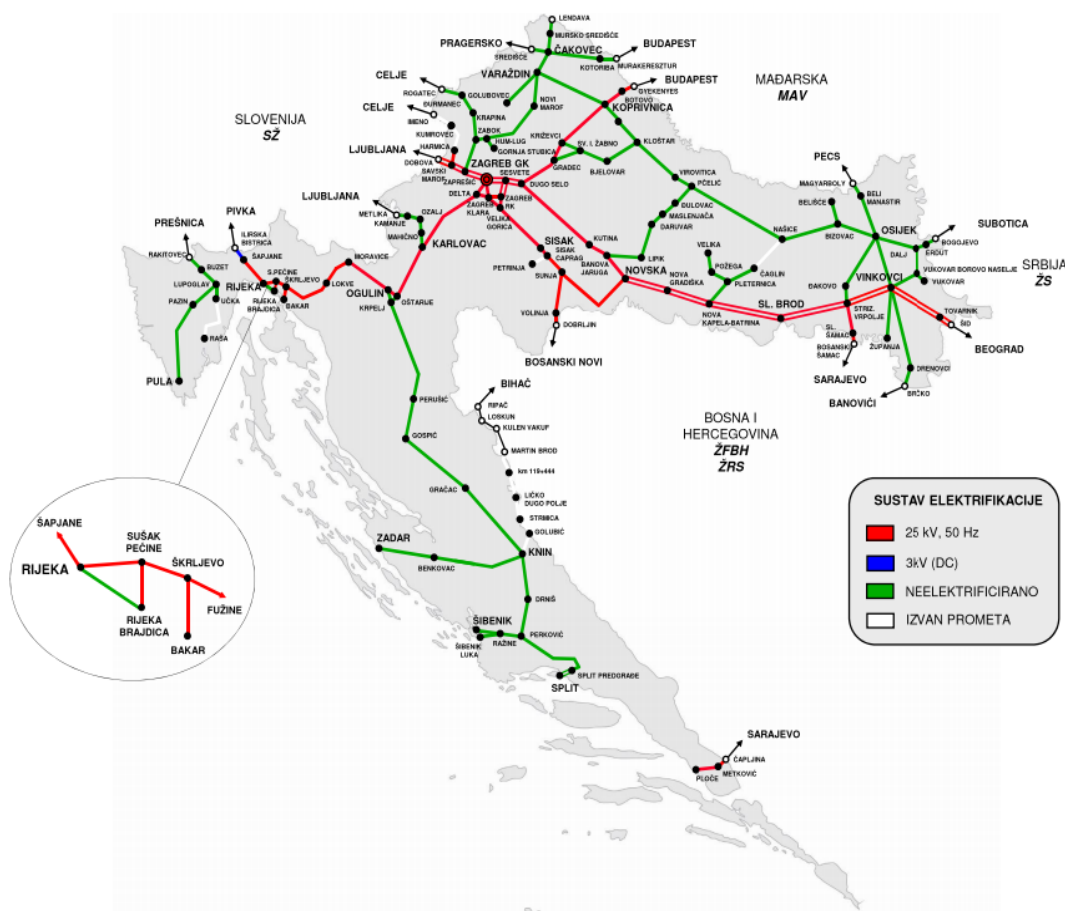 LENDAVA
MURSKO SREDIŠĆE
PRAGERSKO
SREDIŠĆE
ČAKOVEC
BUDAPEST
KOTORIBA
MURAKERESZTUR
VARAŽDIN
CELJE
ROGATEC
GOLUBOVEC
ĐURMANEC
BUDAPEST
GYEKENYES
BOTOVO
MAĐARSKA
MAV
SLOVENIJA
SŽ
CELJE
IMENO
KRAPINA
NOVI
MAROF
KOPRIVNICA
KUMROVEC
ZABOK
HUM-LUG
GORNJA STUBICA
HARMICA
KRIŽEVCI
SV. I. ŽABNO
KLOŠTAR
LJUBLJANA
DOBOVA
SAVSKI
MAROF
ZAPREŠIĆ
ZAGREB GK
SESVETE
DUGO SELO
GRADEC
BJELOVAR
VIROVITICA
PČELIĆ
PECS
MAGYARBOLY
BELI
MANASTIR
BELIŠĆE
DELTA
ZAGREB
KLARA
ZAGREB
RK
VELIKA
GORICA
ĐULOVAC
MASLENJAČA
DARUVAR
LJUBLJANA
METLIKA
KAMANJE
OZALJ
MAHIČNO
KARLOVAC
PREŠNICA
PIVKA
RAKITOVEC
ILIRSKA
BISTRICA
ŠAPJANE
BUZET
LUPOGLAV
PAZIN
UČKA
RAŠA
PULA
S.PEĆINE
ŠKRLJEVO
RIJEKA
RIJEKA
BRAJDICA
BAKAR
LOKVE
MORAVICE
OGULIN
OŠTARIJE
KRPELJ
SISAK
SISAK
CAPRAG
PETRINJA
SUNJA
VOLINJA
DOBRLJIN
BOSANSKI NOVI
KUTINA
BANOVA
JARUGA
LIPIK
NOVSKA
NOVA
GRADIŠKA
VELIKA
POŽEGA
PLETERNICA
ČAGLIN
NAŠICE
NOVA
KAPELA-BATRINA
SL. BROD
BIZOVAC
OSIJEK
DALJ
ERDUT
BOGOJEVO
SUBOTICA
VUKOVAR BOROVO NASELJE
VUKOVAR
SRBIJA
ŽS
VINKOVCI
ĐAKOVO
STRIZ.
VRPOLJE
SL.
ŠAMAC
BOSANSKI
ŠAMAC
SARAJEVO
ŽUPANJA
TOVARNIK
ŠID
BEOGRAD
DRENOVCI
BRČKO
BANOVIĆI
BIHAĆ
RIPAČ
LOSKUN
KULEN VAKUF
MARTIN BROD
km 119+444
LIČKO
DUGO POLJE
STRMICA
GOLUBIĆ
BOSNA I
HERCEGOVINA
ŽFBH
ŽRS
PERUŠIĆ
GOSPIĆ
GRAČAC
ZADAR
BENKOVAC
KNIN
DRNIŠ
ŠIBENIK
ŠIBENIK
LUKA
RAŽINE
PERKOVIĆ
SPLIT
SPLIT PREDGRAĐE
SARAJEVO
ČAPLJINA
METKOVIĆ
PLOČE
ŠAPJANE
RIJEKA
SUŠAK
PEĆINE
ŠKRLJEVO
FUŽINE
RIJEKA
BRAJDICA
BAKAR
SUSTAV ELEKTRIFIKACIJE
25 kV, 50 Hz
3kV (DC)
NEELEKTRIFICIRANO
IZVAN PROMETA